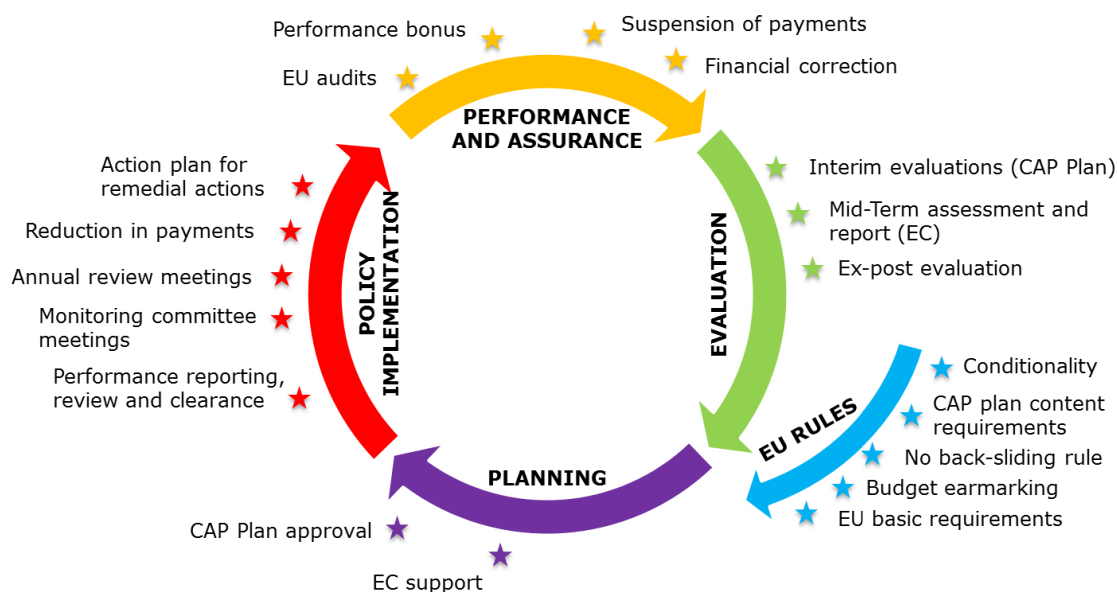 Performance bonus
Suspension of payments
EU audits
Financial correction
PERFORMANCE
AND ASSURANCE
Action plan for
remedial actions
Reduction in payments
Annual review meetings
Monitoring committee
meetings
Performance reporting,
review and clearance
POLICY
IMPLEMENTATION
Interim evaluations (CAP Plan)
Mid-Term assessment and
report (EC)
Ex-post evaluation
EVALUATION
EU RULES
Conditionality
CAP plan content
requirements
No back-sliding rule
Budget earmarking
EU basic requirements
PLANNING
CAP Plan approval
EC support